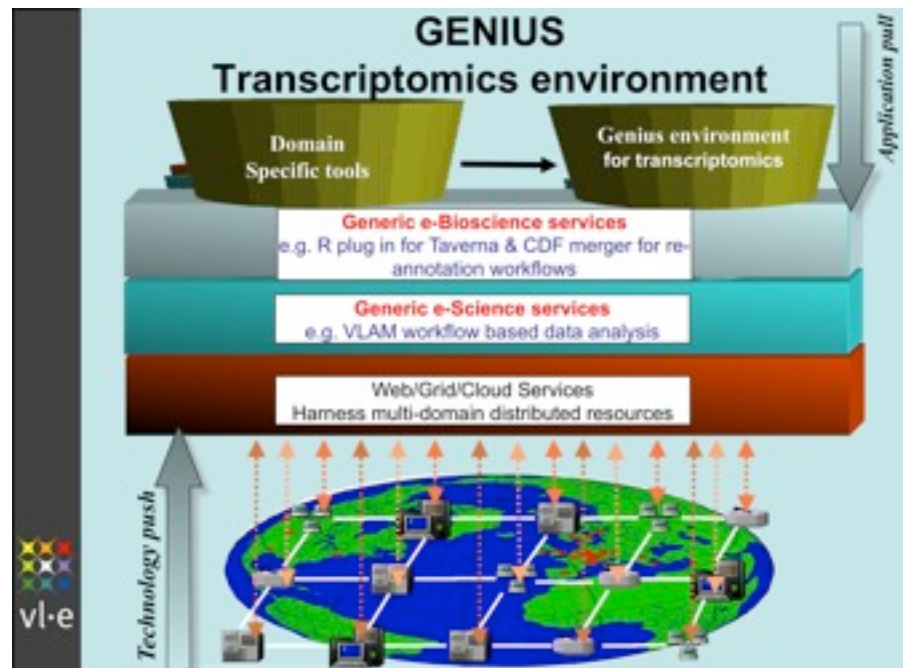 GENIUS
Transcriptomics environment
Application pull
Domain
Specific tools
Genius environment
for transcriptomics
Generic e-Bioscience services
e.g. R plug in for Taverna & CDF merger for re-
annotation workflows
Generic e-Science services
e.g. VLAM workflow based data analysis
Web/Grid/Cloud Services
Harness multi-domain distributed resources
Technology push
vl·e